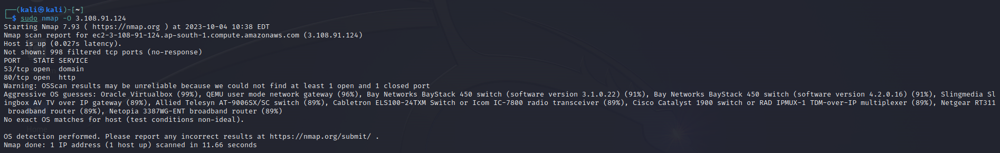 ┌──(kali㉿kali)-[~]
└─$ sudo nmap -O 3.108.91.124
Starting Nmap 7.93 ( https://nmap.org ) at 2023-10-04 10:38 EDT
Nmap scan report for ec2-3-108-91-124.ap-south-1.compute.amazonaws.com (3.108.91.124)
Host is up (0.027s latency).
Not shown: 998 filtered tcp ports (no-response)
PORT   STATE SERVICE
53/tcp open  domain
80/tcp open  http
Warning: OSScan results may be unreliable because we could not find at least 1 open and 1 closed port
Aggressive OS guesses: Oracle Virtualbox (99%), QEMU user mode network gateway (96%), Bay Networks BayStack 450 switch (software version 3.1.0.22) (91%), Bay Networks BayStack 450 switch (software version 4.2.0.16) (91%), Slingmedia Sl
ingbox AV TV over IP gateway (89%), Allied Telesyn AT-9006SX/SC switch (89%), Cabletron ELS100-24TXM Switch or Icom IC-7800 radio transceiver (89%), Cisco Catalyst 1900 switch or RAD IPMUX-1 TDM-over-IP multiplexer (89%), Netgear RT311
 broadband router (89%), Netopia 3387WG-ENT broadband router (89%)
No exact OS matches for host (test conditions non-ideal).
Home
OS detection performed. Please report any incorrect results at https://nmap.org/submit/ .
Nmap done: 1 IP address (1 host up) scanned in 11.66 seconds